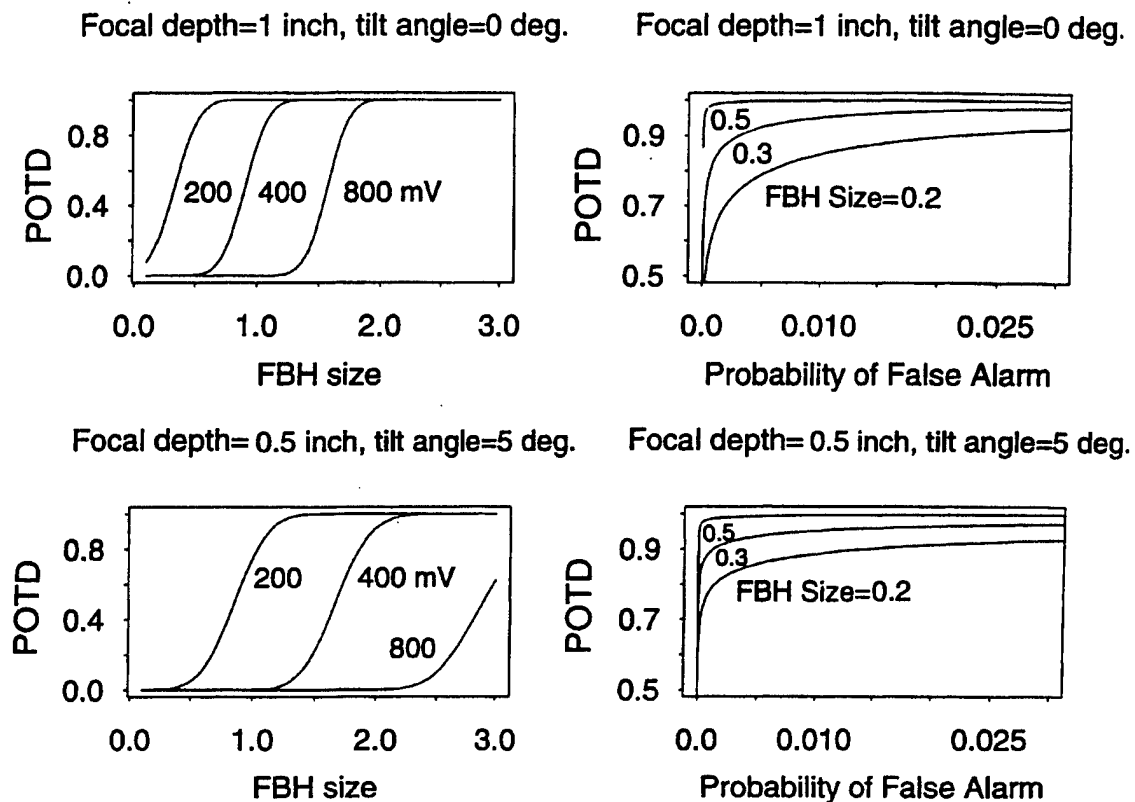 Focal depth=1 inch, tilt angle=0 deg.
POTD
0.8
0.4
0.0
200
400
800 mV
0.0
1.0
2.0
3.0
FBH size
Focal depth=1 inch, tilt angle=0 deg.
POTD
0.9
0.7
0.5
0.5
0.3
FBH Size=0.2
0.0
0.010
0.025
Probability of False Alarm
Focal depth= 0.5 inch, tilt angle=5 deg.
POTD
0.8
0.4
0.0
200
400 mV
800
0.0
1.0
2.0
3.0
FBH size
Focal depth= 0.5 inch, tilt angle=5 deg.
POTD
0.9
0.7
0.5
0.5
0.3
FBH Size=0.2
0.0
0.010
0.025
Probability of False Alarm